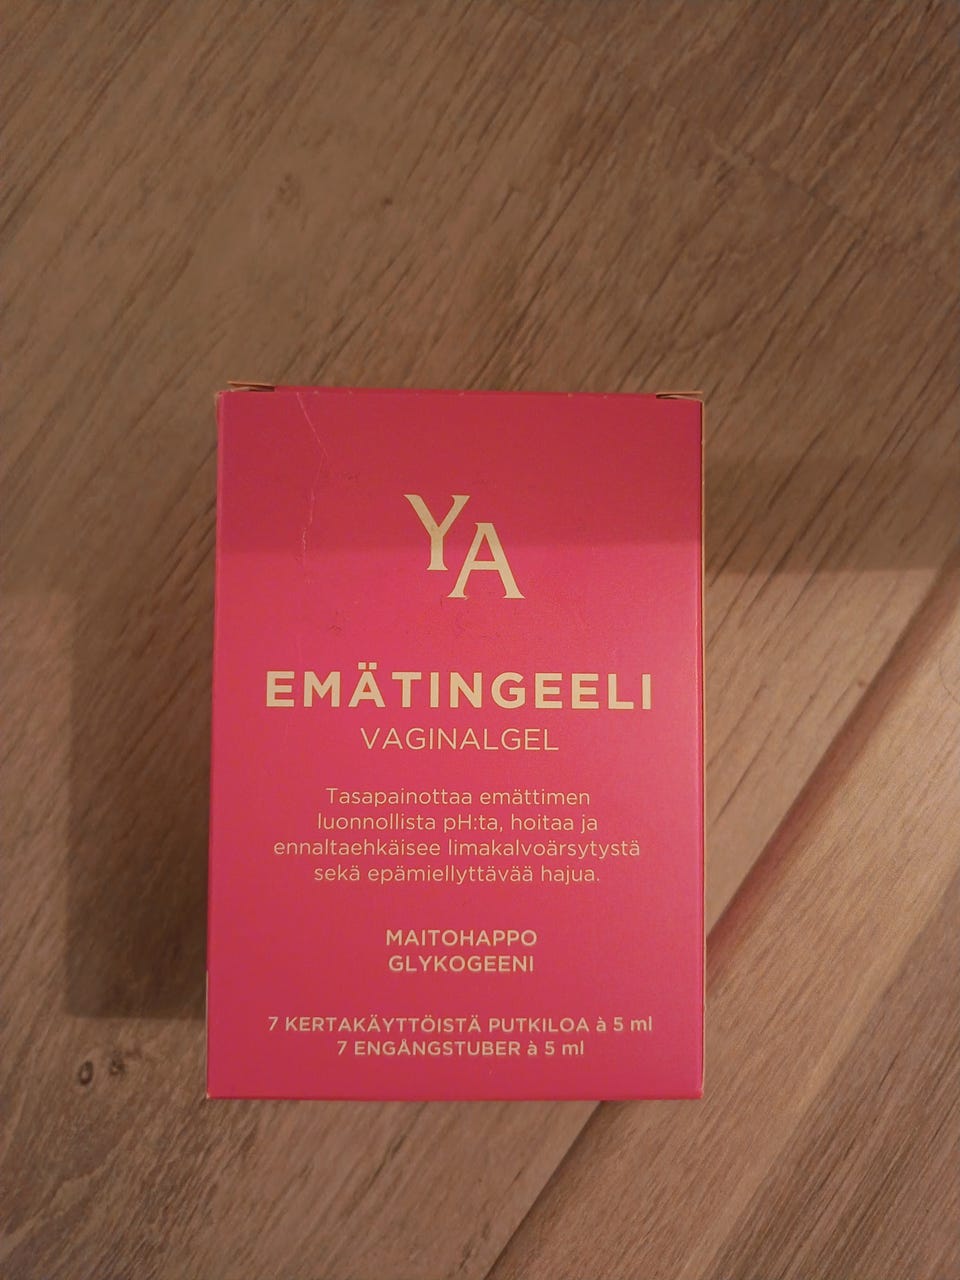 YA
EMÄTINGEELI
VAGINALGEL
Tasapainottaa emättimen
luonnollista pH:ta, hoitaa ja
ennaltaehkäisee limakalvoärsytystä
sekä epämiellyttävää hajua.
MAITOHAPPO
GLYKOGEENI
7 KERTAKÄYTTÖISTÄ PUTKILOA à 5 ml
7 ENGÅNGSTUBER à 5 ml